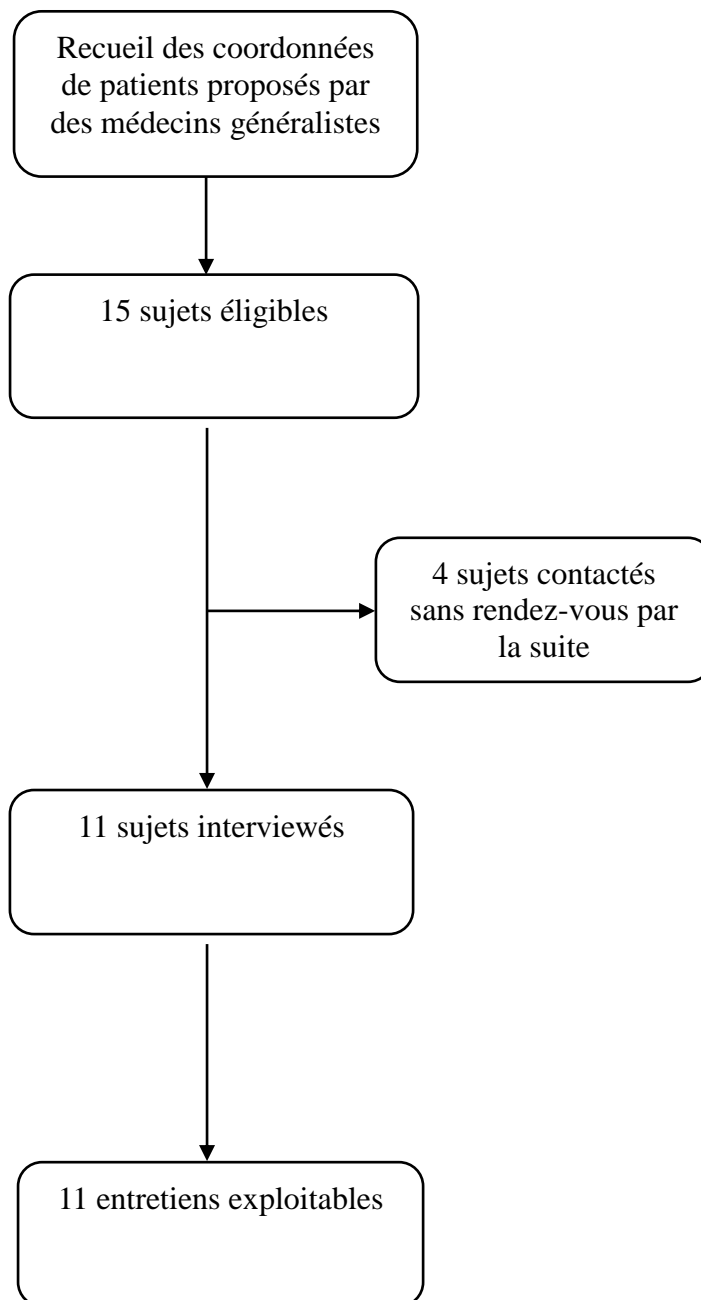 Recueil des coordonnées
de patients proposés par
des médecins généralistes
15 sujets éligibles
4 sujets contactés
sans rendez-vous par
la suite
11 sujets interviewés
11 entretiens exploitables